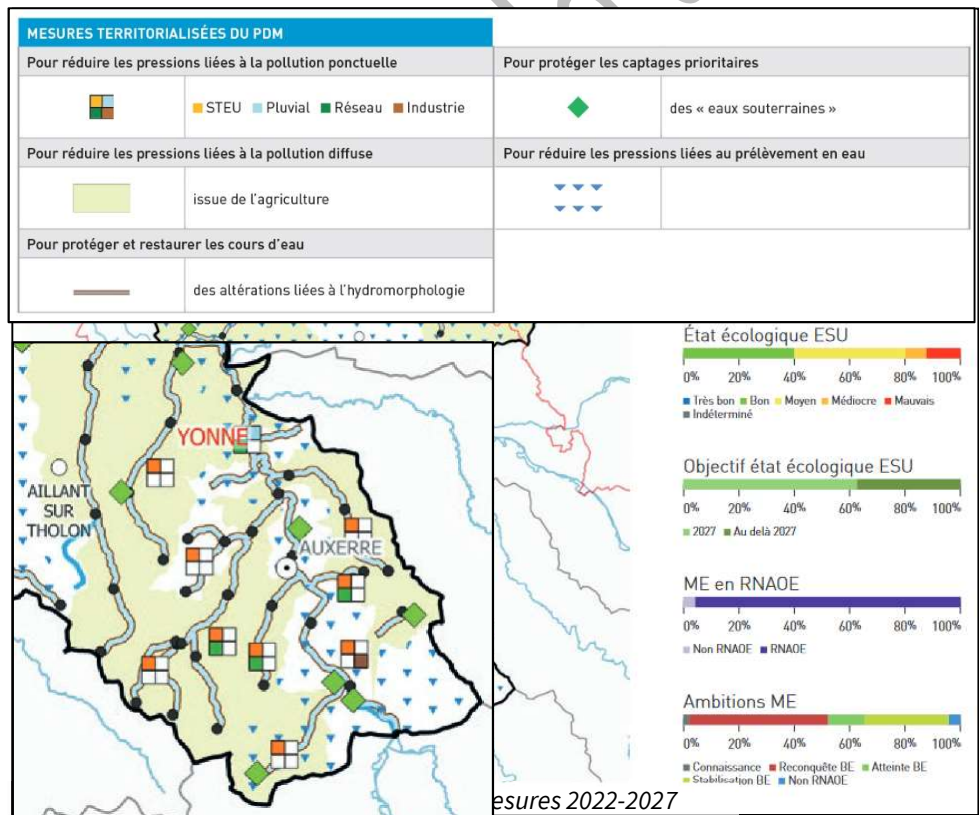 MESURES TERRITORIALISÉES DU PDM
Pour réduire les pressions liées à la pollution ponctuelle
STEU Pluvial Réseau Industrie
Pour réduire les pressions liées à la pollution diffuse
issue de l'agriculture
Pour protéger et restaurer les cours d'eau
des altérations liées à l'hydromorphologie
Pour protéger les captages prioritaires
des « eaux souterraines »
Pour réduire les pressions liées au prélèvement en eau
YONNE
AILLANT
SUR
THOLON
AUXERRE
État écologique ESU
0% 20% 40% 60% 80% 100%
Très bon Bon Moyen Médiocre Mauvais
Indéterminé
Objectif état écologique ESU
0% 20% 40% 60% 80% 100%
2027 Au delà 2027
ME en RNAOE
0% 20% 40% 60% 80% 100%
Non RNAOE RNAOE
Ambitions ME
0% 20% 40% 60% 80% 100%
Connaissance Reconquête BE Atteinte BE
Stabilisation BE Non RNAOE
esures 2022-2027